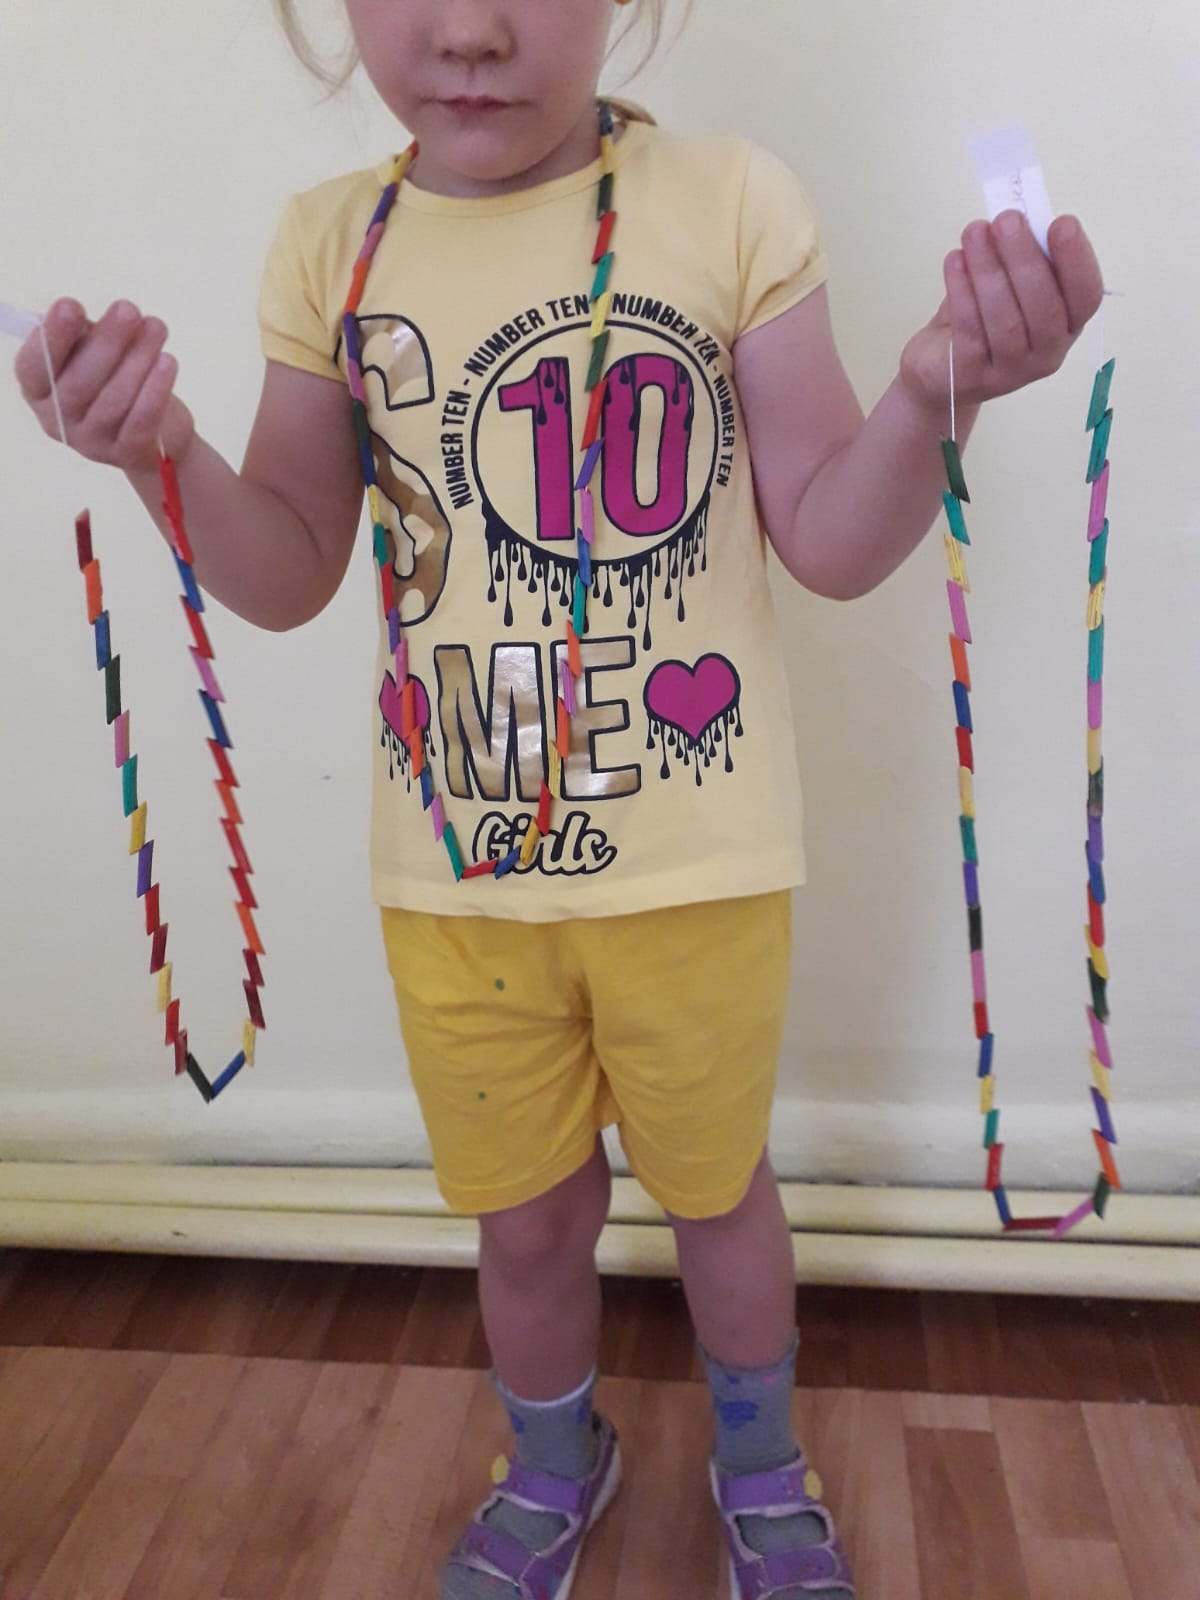 NUMBER TEN - NUMBER TEN - NUMBER TEN - NUMBER TEN
S
10
ME
Girls